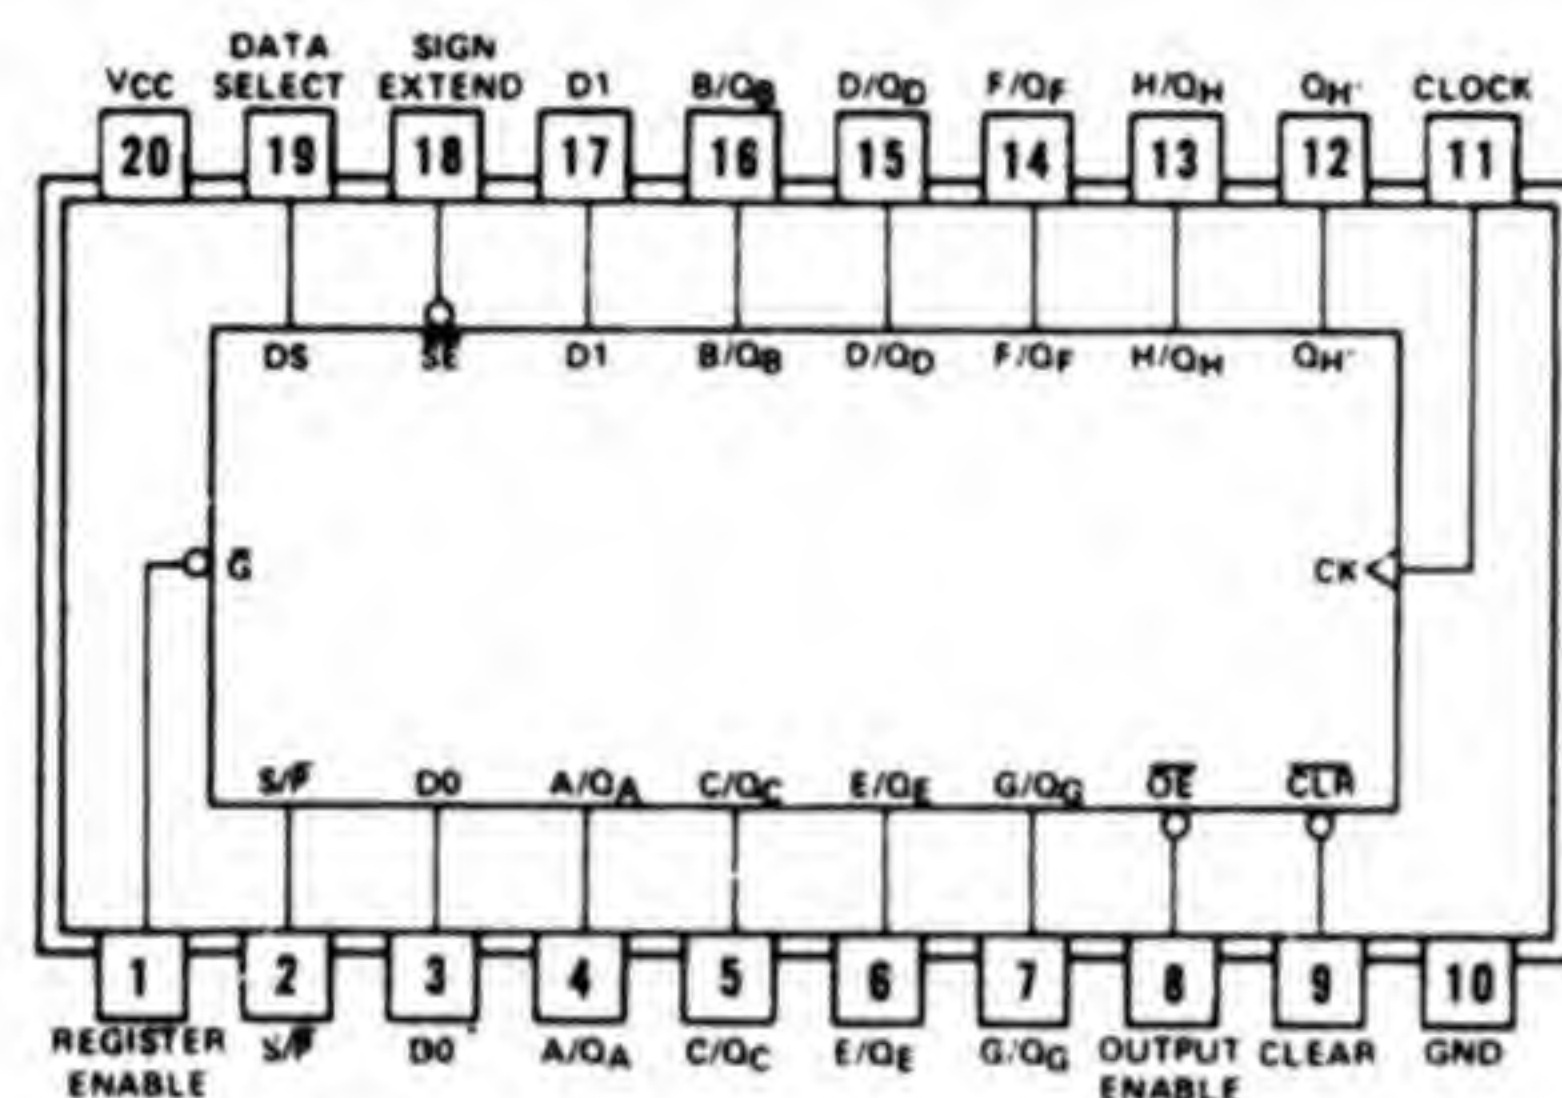 DATA SIGN
VCC SELECT EXTEND D1 B/QB D/QD F/QF H/QH QH' CLOCK
20 19 18 17 16 15 14 13 12 11
DS SE D1 B/QB D/QD F/QF H/QH QH'
G̅ CK
S/P̅ D0 A/QA C/QC E/QE G/QG O̅E̅ C̅L̅R̅
1 2 3 4 5 6 7 8 9 10
REGISTER S/P̅ D0 A/QA C/QC E/QE G/QG OUTPUT CLEAR GND
ENABLE ENABLE